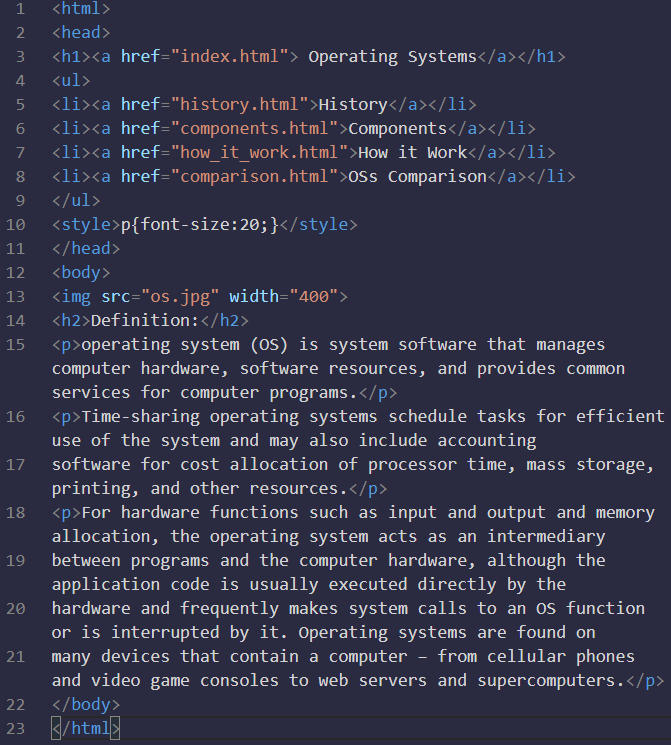 1 <html>
2 <head>
3 <h1><a href="index.html"> Operating Systems</a></h1>
4 <ul>
5 <li><a href="history.html">History</a></li>
6 <li><a href="components.html">Components</a></li>
7 <li><a href="how_it_work.html">How it Work</a></li>
8 <li><a href="comparison.html">OSs Comparison</a></li>
9 </ul>
10 <style>p{font-size:20;}</style>
11 </head>
12 <body>
13 <img src="os.jpg" width="400">
14 <h2>Definition:</h2>
15 <p>operating system (OS) is system software that manages
computer hardware, software resources, and provides common
services for computer programs.</p>
16 <p>Time-sharing operating systems schedule tasks for efficient
use of the system and may also include accounting
17 software for cost allocation of processor time, mass storage,
printing, and other resources.</p>
18 <p>For hardware functions such as input and output and memory
allocation, the operating system acts as an intermediary
19 between programs and the computer hardware, although the
application code is usually executed directly by the
20 hardware and frequently makes system calls to an OS function
or is interrupted by it. Operating systems are found on
21 many devices that contain a computer – from cellular phones
and video game consoles to web servers and supercomputers.</p>
22 </body>
23 </html>